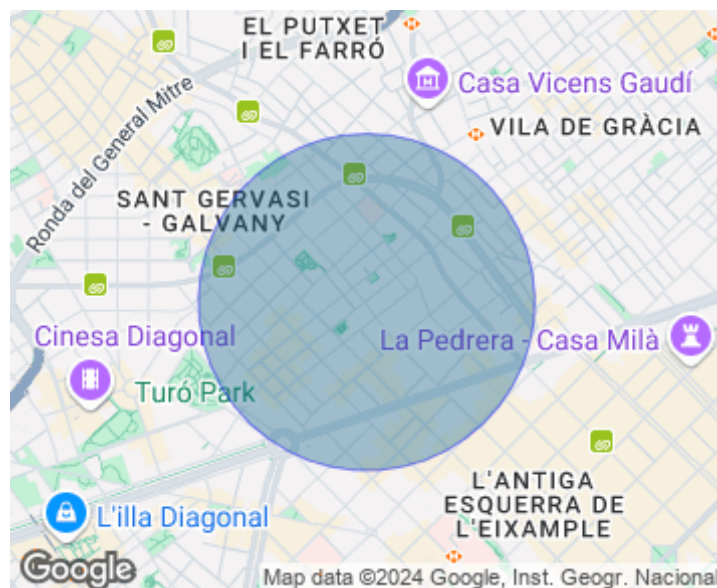 EL PUTXET
I EL FARRÓ
Casa Vicens Gaudí
VILA DE GRÀCIA
Ronda del General Mitre
SANT GERVASI
- GALVANY
Cinesa Diagonal
La Pedrera - Casa Milà
Turó Park
L'ANTIGA
ESQUERRA DE
L'EIXAMPLE
L'illa Diagonal
Google
Map data ©2024 Google, Inst. Geogr. Nacional